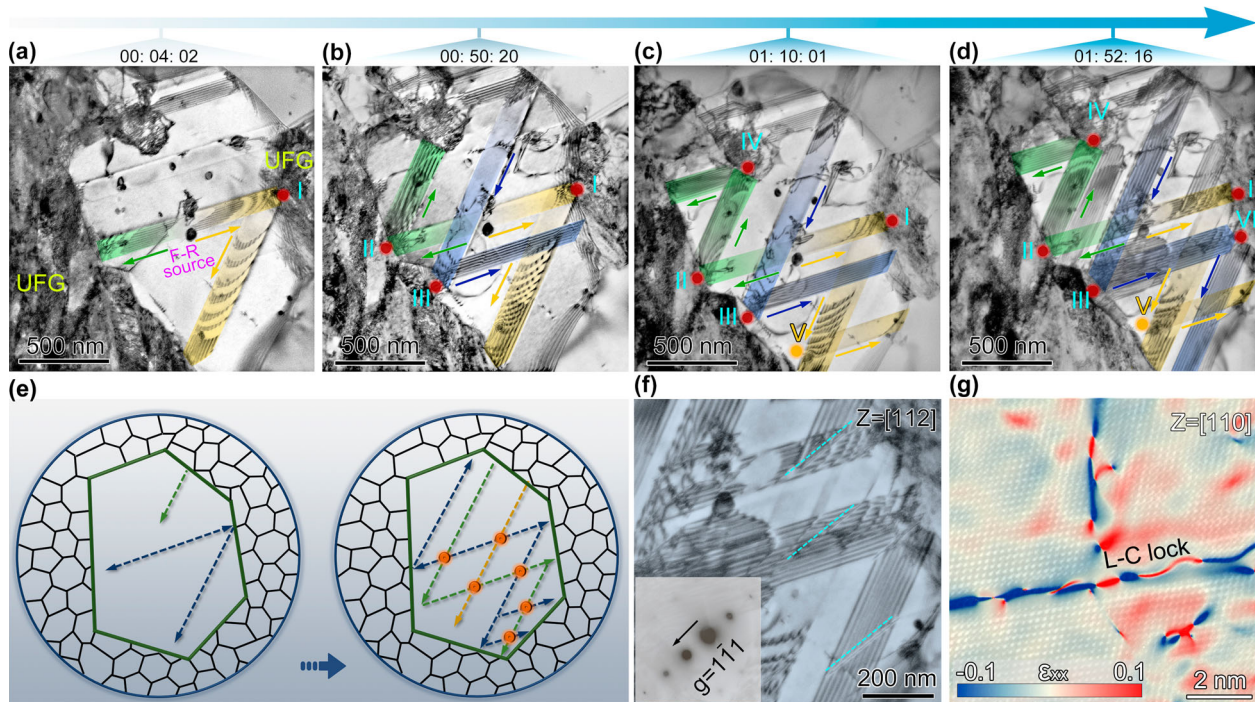 (a)
00: 04: 02
(b)
00: 50: 20
(c)
01: 10: 01
(d)
01: 52: 16
UFG
I
F-R
source
UFG
500 nm
I
II
III
500 nm
IV
I
II
III
V
500 nm
IV
I
VI
II
III
V
500 nm
(e)
(f)
Z=[112]
g=1̄11
200 nm
(g)
Z=[110]
L-C lock
-0.1
εxx
0.1
2 nm